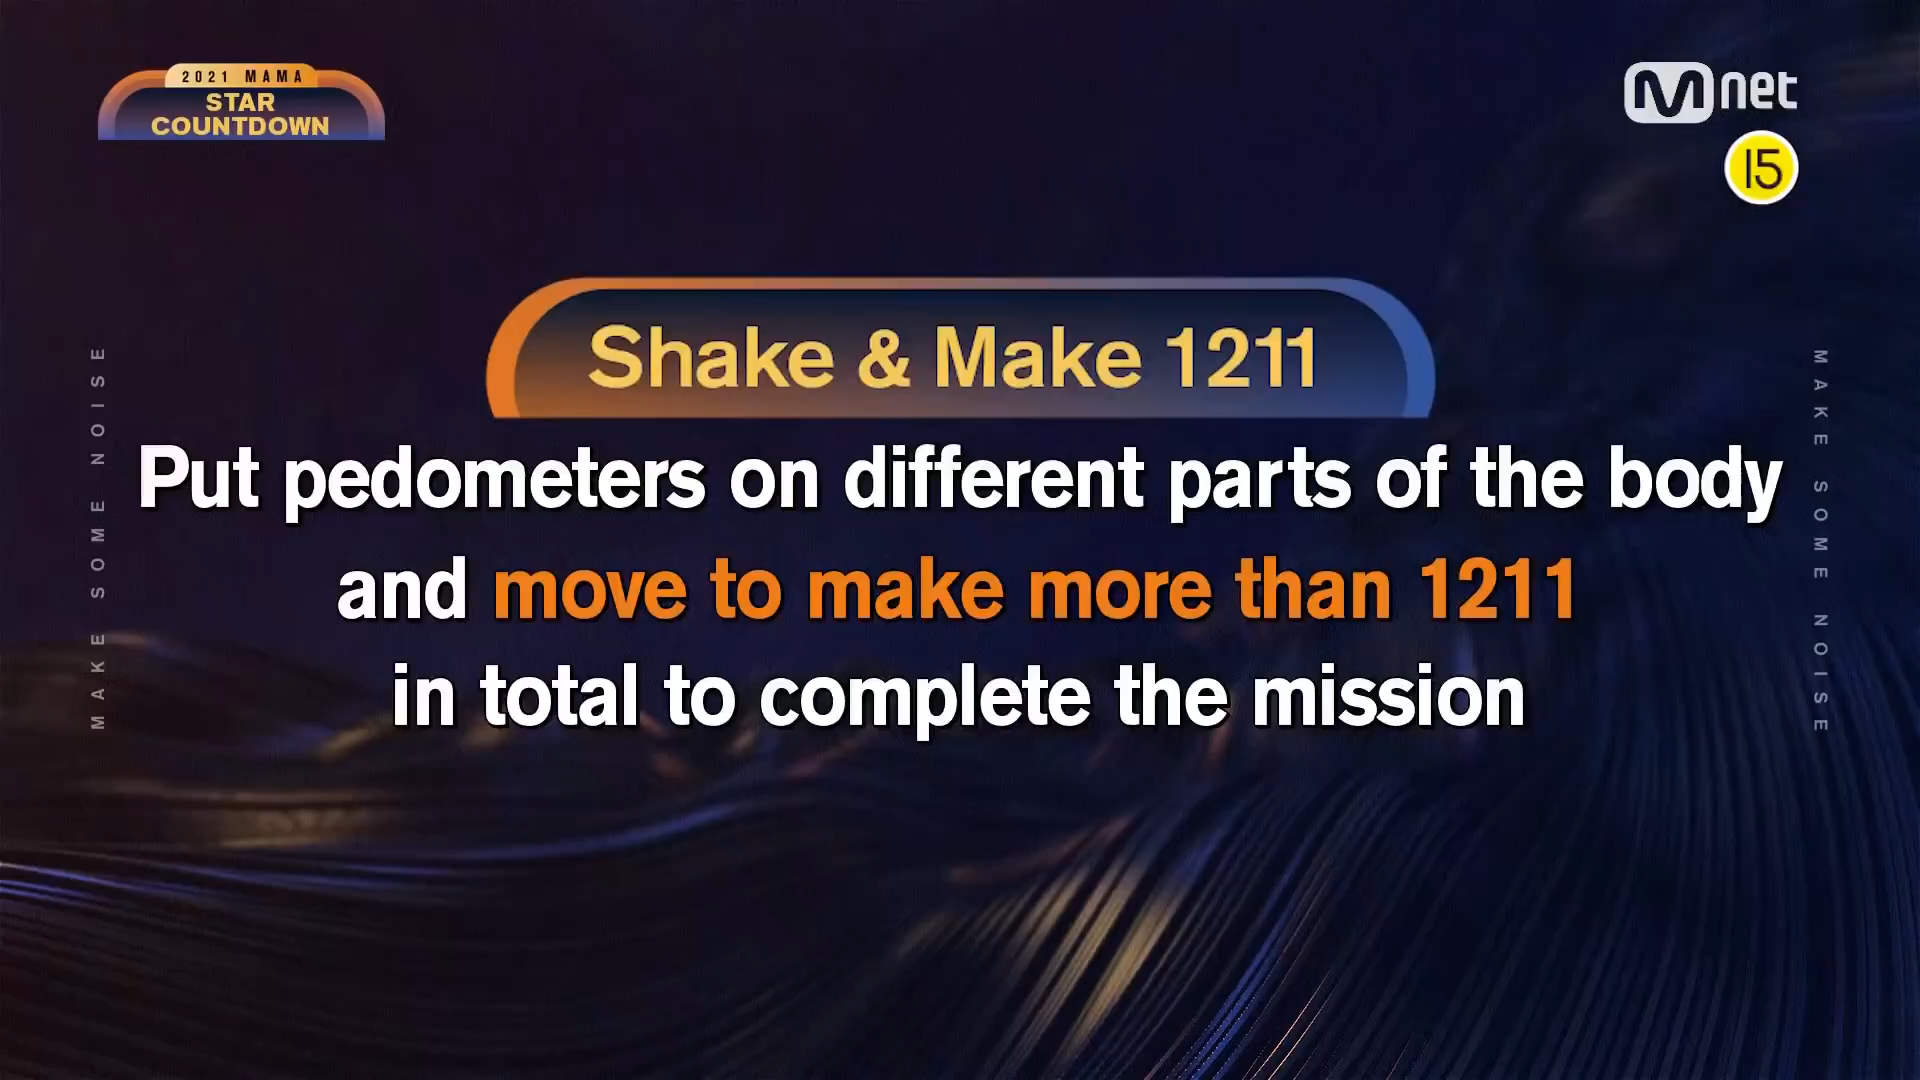 2021 MAMA
STAR
COUNTDOWN
Mnet
15
Shake & Make 1211
Put pedometers on different parts of the body
and move to make more than 1211
in total to complete the mission
MAKE SOME NOISE
MAKE SOME NOISE